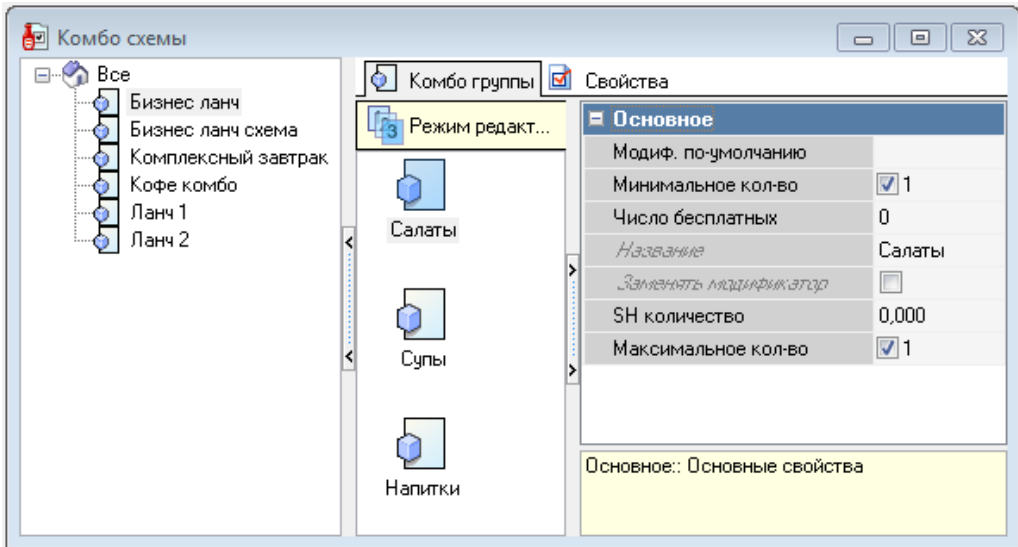 Комбо схемы
Все
Бизнес ланч
Бизнес ланч схема
Комплексный завтрак
Кофе комбо
Ланч 1
Ланч 2
Комбо группы Свойства
Режим редакт...
Салаты
Супы
Напитки
Основное
Модиф. по-умолчанию
Минимальное кол-во 1
Число бесплатных 0
Название Салаты
Заменять модификатор
SH количество 0,000
Максимальное кол-во 1
Основное:: Основные свойства